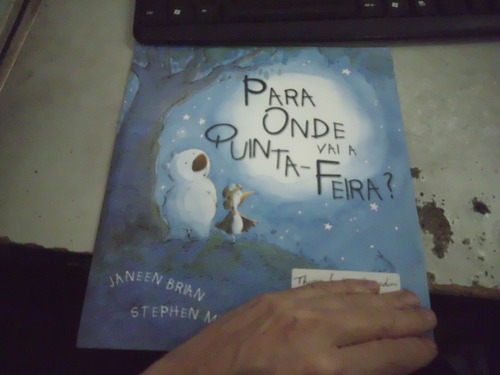 PARA
ONDE
VAI A
QUINTA-
FEIRA?
JANEEN BRIAN
STEPHEN M